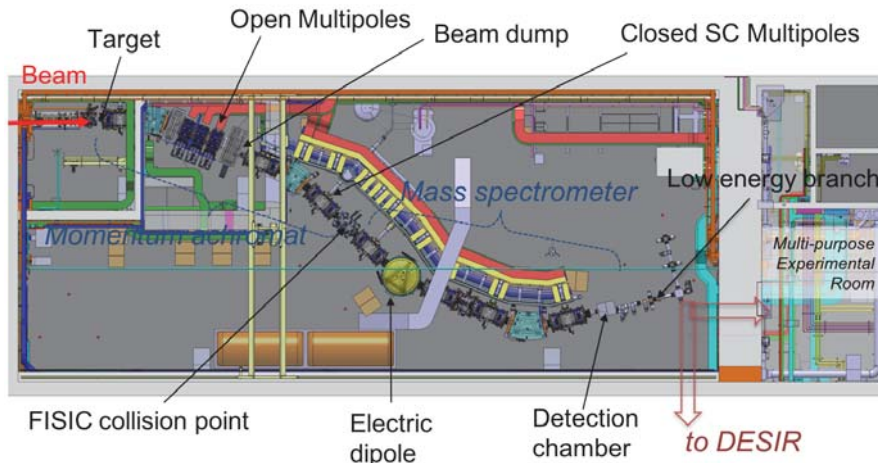 Target
Open Multipoles
Beam dump
Closed SC Multipoles
Beam
Mass spectrometer
Low energy branch
Momentum achromat
Multi-purpose
Experimental
Room
FISIC collision point
Electric
dipole
Detection
chamber
to DESIR